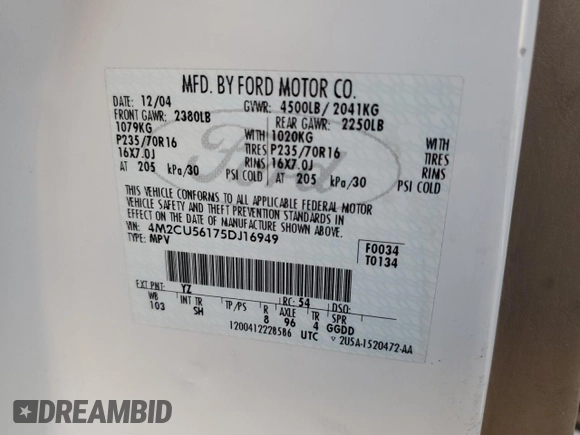 MFD. BY FORD MOTOR CO.
DATE: 12/04 GVWR: 4500LB/ 2041KG
FRONT GAWR: 2380LB REAR GAWR: 2250LB
1079KG WITH 1020KG WITH
P235/70R16 TIRES P235/70R16 TIRES
16X7.0J RIMS 16X7.0J RIMS
AT 205 kPa/30 PSI COLD AT 205 kPa/30 PSI COLD
Ford
THIS VEHICLE CONFORMS TO ALL APPLICABLE FEDERAL MOTOR
VEHICLE SAFETY AND THEFT PREVENTION STANDARDS IN
EFFECT ON THE DATE OF MANUFACTURE SHOWN ABOVE.
VIN: 4M2CU56175DJ16949 F0034
TYPE: MPV T0134
EXT PNT: YZ RC: 54 DSO:
WB INT TR TP/PS R AXLE TR SPR
103 SH 8 96 4 GGDD
1200412228586 UTC ▽ 2U5A-1520472-AA
DREAMBID